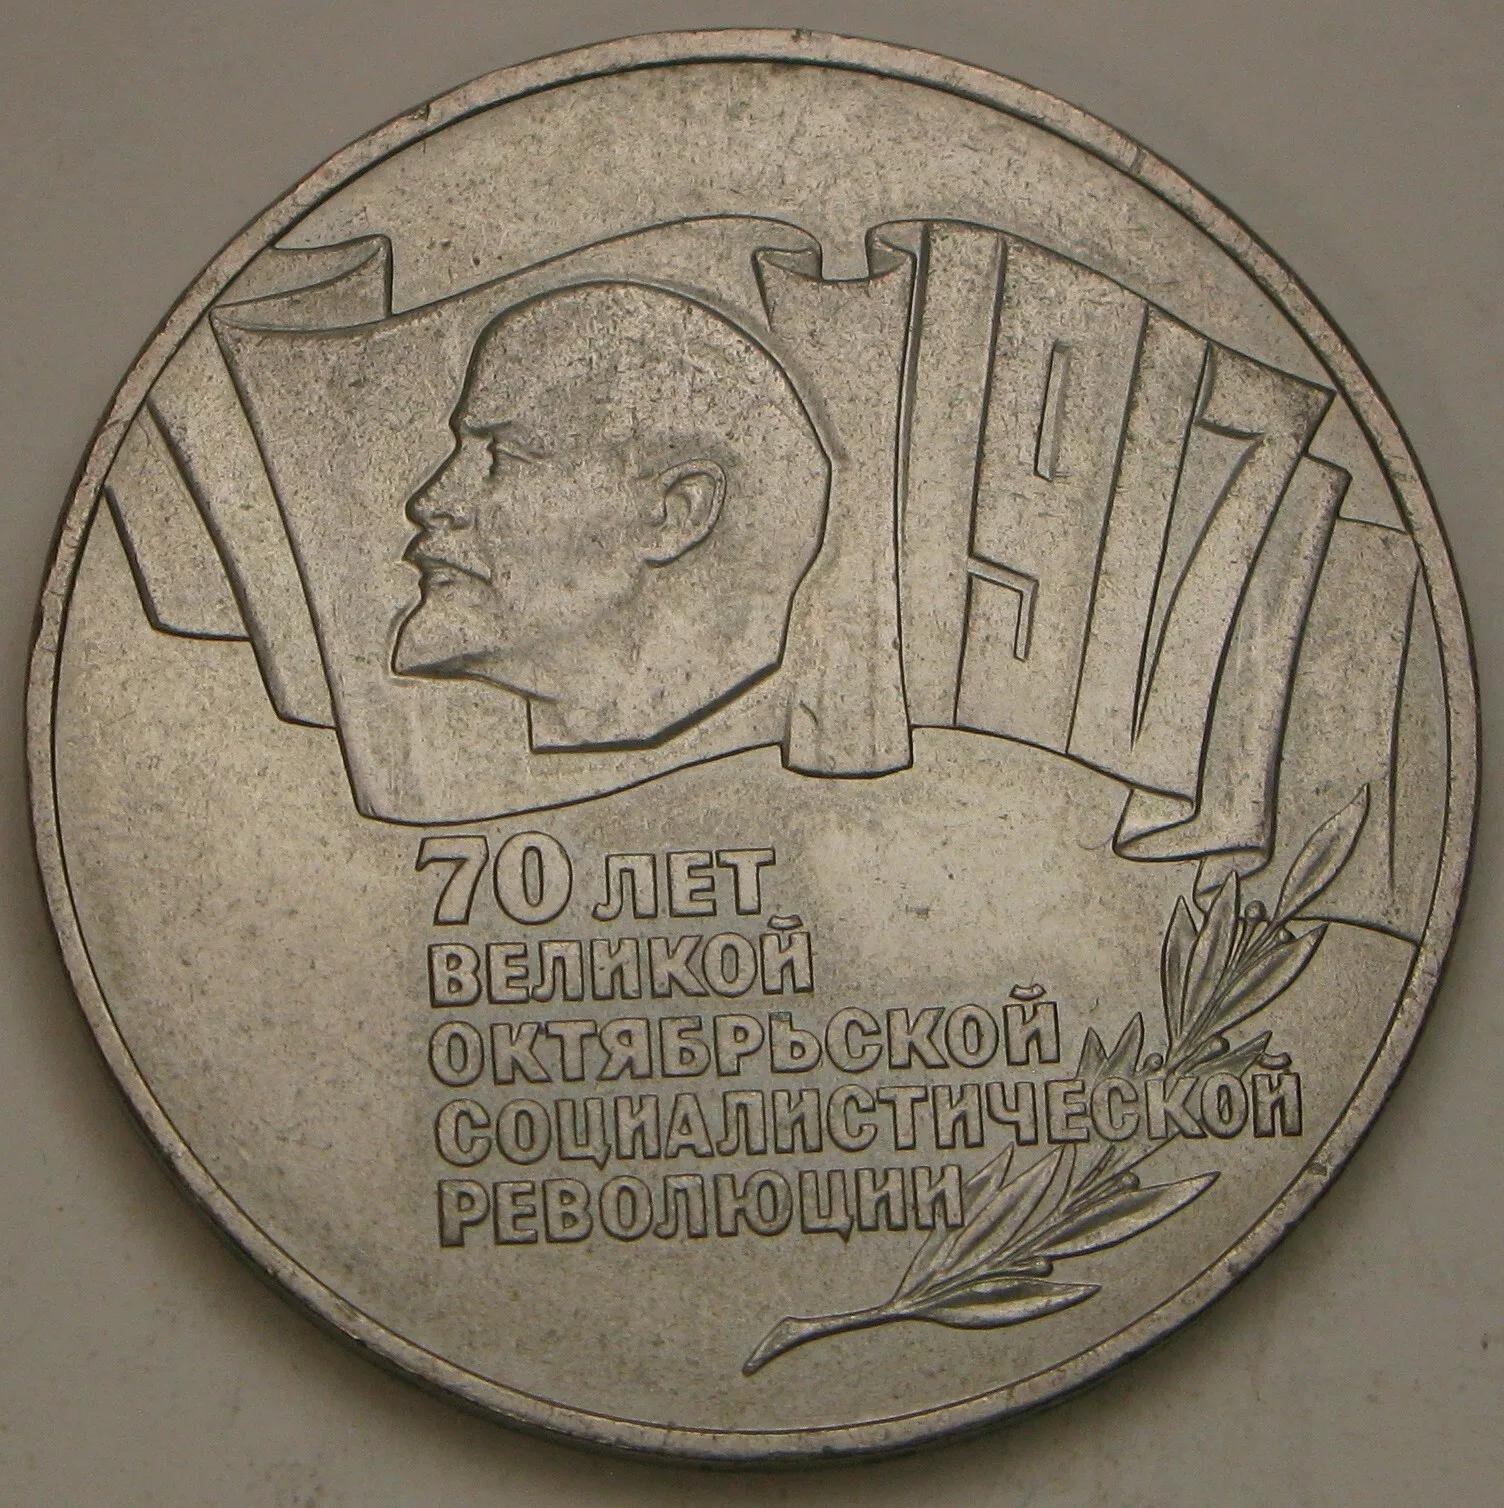 1917
70 ЛЕТ
ВЕЛИКОЙ
ОКТЯБРЬСКОЙ
СОЦИАЛИСТИЧЕСКОЙ
РЕВОЛЮЦИИ